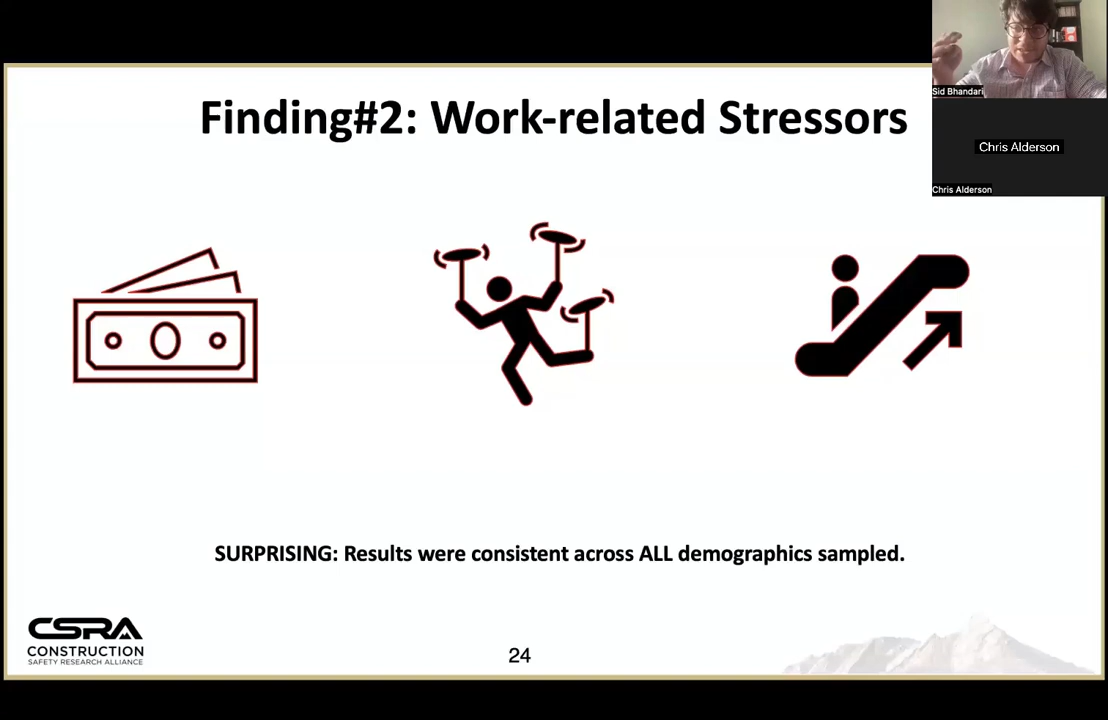 Finding#2: Work-related Stressors
Sid Bhandari
Chris Alderson
Chris Alderson
SURPRISING: Results were consistent across ALL demographics sampled.
CSRA
CONSTRUCTION
SAFETY RESEARCH ALLIANCE
24